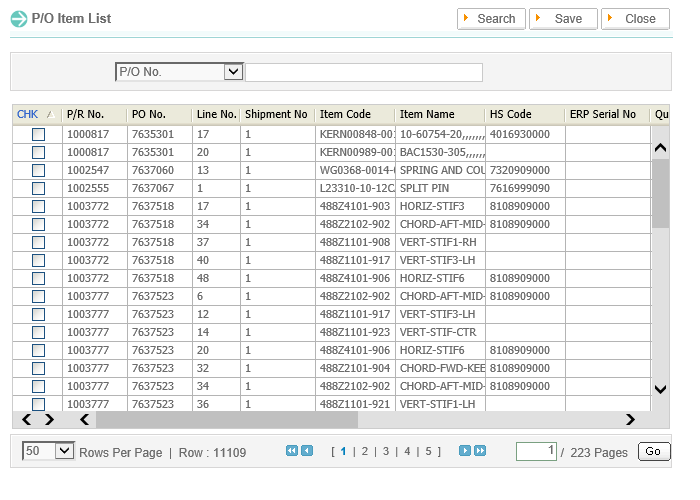 P/O Item List
Search Save Close
P/O No.
CHK P/R No. PO No. Line No. Shipment No Item Code Item Name HS Code ERP Serial No Qu
1000817 7635301 17 1 KERN00848-001 10-60754-20,,,,,,, 4016930000
1000817 7635301 20 1 KERN00989-001 BAC1530-305,,,,,,
1002547 7637060 13 1 WG0368-0014- SPRING AND COU 7320909000
1002555 7637067 1 1 L23310-10-12C SPLIT PIN 7616999090
1003772 7637518 17 1 488Z4101-903 HORIZ-STIF3 8108909000
1003772 7637518 34 1 488Z2102-902 CHORD-AFT-MID- 8108909000
1003772 7637518 37 1 488Z1101-908 VERT-STIF1-RH
1003772 7637518 40 1 488Z1101-917 VERT-STIF3-LH
1003772 7637518 48 1 488Z4101-906 HORIZ-STIF6 8108909000
1003777 7637523 6 1 488Z2102-902 CHORD-AFT-MID- 8108909000
1003777 7637523 12 1 488Z1101-917 VERT-STIF3-LH
1003777 7637523 14 1 488Z1101-923 VERT-STIF-CTR
1003777 7637523 20 1 488Z4101-906 HORIZ-STIF6 8108909000
1003777 7637523 32 1 488Z2101-904 CHORD-FWD-KEE 8108909000
1003777 7637523 34 1 488Z2102-902 CHORD-AFT-MID- 8108909000
1003777 7637523 36 1 488Z1101-921 VERT-STIF1-LH
50 Rows Per Page | Row : 11109 [ 1 | 2 | 3 | 4 | 5 ] 1 / 223 Pages Go